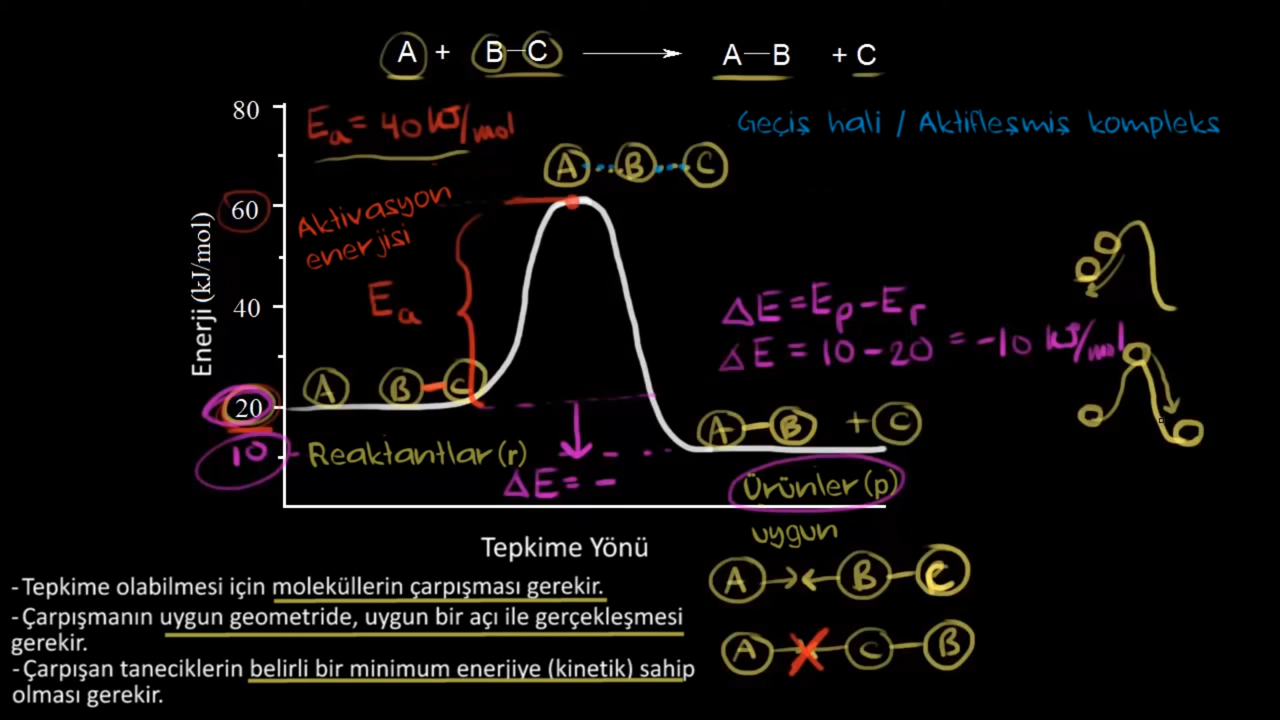 A + B—C → A—B + C
80
Ea = 40 kJ/mol
Geçiş hali / Aktifleşmiş kompleks
A B C
60
Aktivasyon
enerjisi
Enerji (kJ/mol)
Ea
40
ΔE = Ep - Er
ΔE = 10 - 20 = -10 kJ/mol
A B C
20
A B + C
10
Reaktantlar (r)
ΔE = -
Ürünler (p)
Tepkime Yönü
uygun
A B C
A C B
- Tepkime olabilmesi için moleküllerin çarpışması gerekir.
- Çarpışmanın uygun geometride, uygun bir açı ile gerçekleşmesi
gerekir.
- Çarpışan taneciklerin belirli bir minimum enerjiye (kinetik) sahip
olması gerekir.